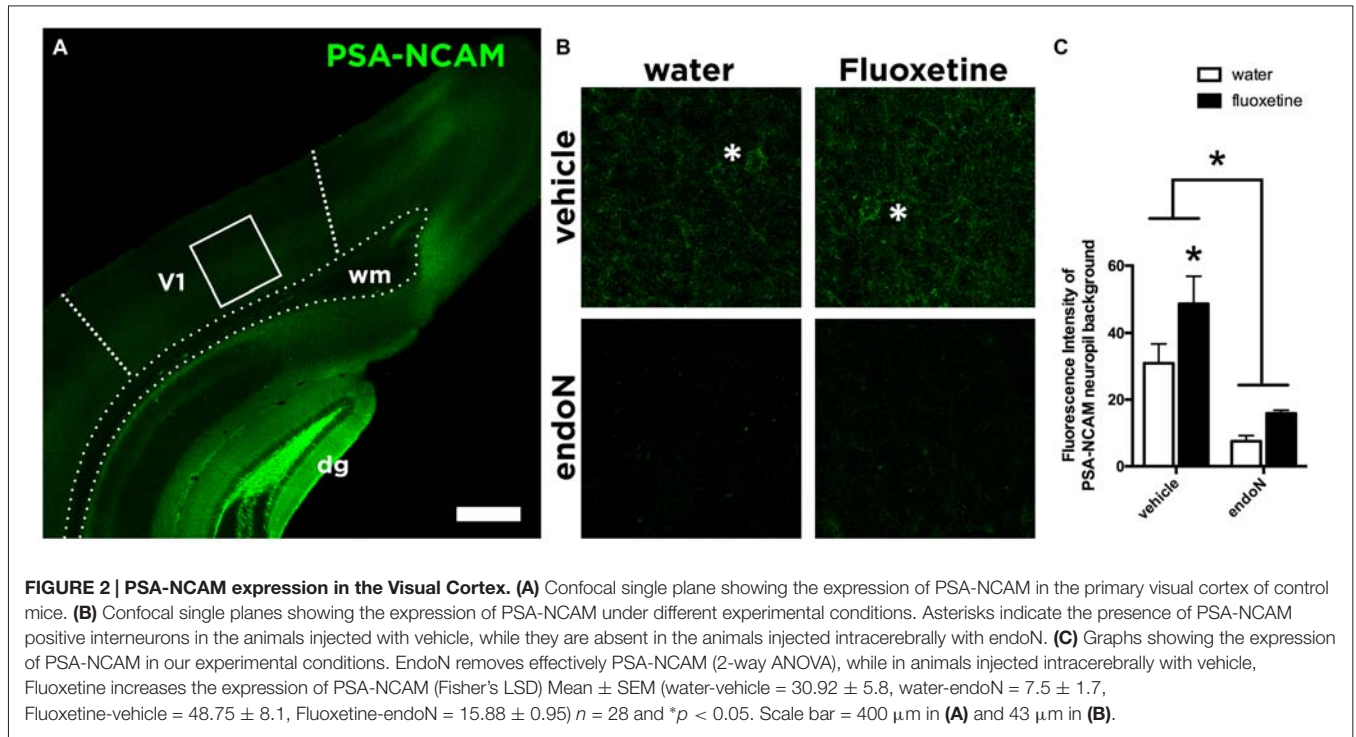 A
PSA-NCAM
V1
wm
dg
B
water
Fluoxetine
vehicle
endoN
*
*
C
water
fluoxetine
*
*
Fluorescence Intensity of
PSA-NCAM neuropil background
60
40
20
0
vehicle
endoN
FIGURE 2 | PSA-NCAM expression in the Visual Cortex. (A) Confocal single plane showing the expression of PSA-NCAM in the primary visual cortex of control
mice. (B) Confocal single planes showing the expression of PSA-NCAM under different experimental conditions. Asterisks indicate the presence of PSA-NCAM
positive interneurons in the animals injected with vehicle, while they are absent in the animals injected intracerebrally with endoN. (C) Graphs showing the expression
of PSA-NCAM in our experimental conditions. EndoN removes effectively PSA-NCAM (2-way ANOVA), while in animals injected intracerebrally with vehicle,
Fluoxetine increases the expression of PSA-NCAM (Fisher's LSD) Mean ± SEM (water-vehicle = 30.92 ± 5.8, water-endoN = 7.5 ± 1.7,
Fluoxetine-vehicle = 48.75 ± 8.1, Fluoxetine-endoN = 15.88 ± 0.95) n = 28 and *p < 0.05. Scale bar = 400 μm in (A) and 43 μm in (B).